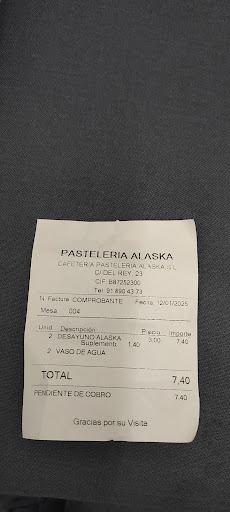 PASTELERIA ALASKA
CAFETERIA PASTELERIA ALASKA,S.L
C/ DEL REY, 23
CIF: B87252300
Tel: 91 890 43 73
N. Factura COMPROBANTE Fecha 12/01/2025
Mesa 004
Unid. Descripción Precio Importe
2 DESAYUNO ALASKA 3,00 7,40
Suplement 1,40
2 VASO DE AGUA
TOTAL 7,40
PENDIENTE DE COBRO 7,40
Gracias por su Visita